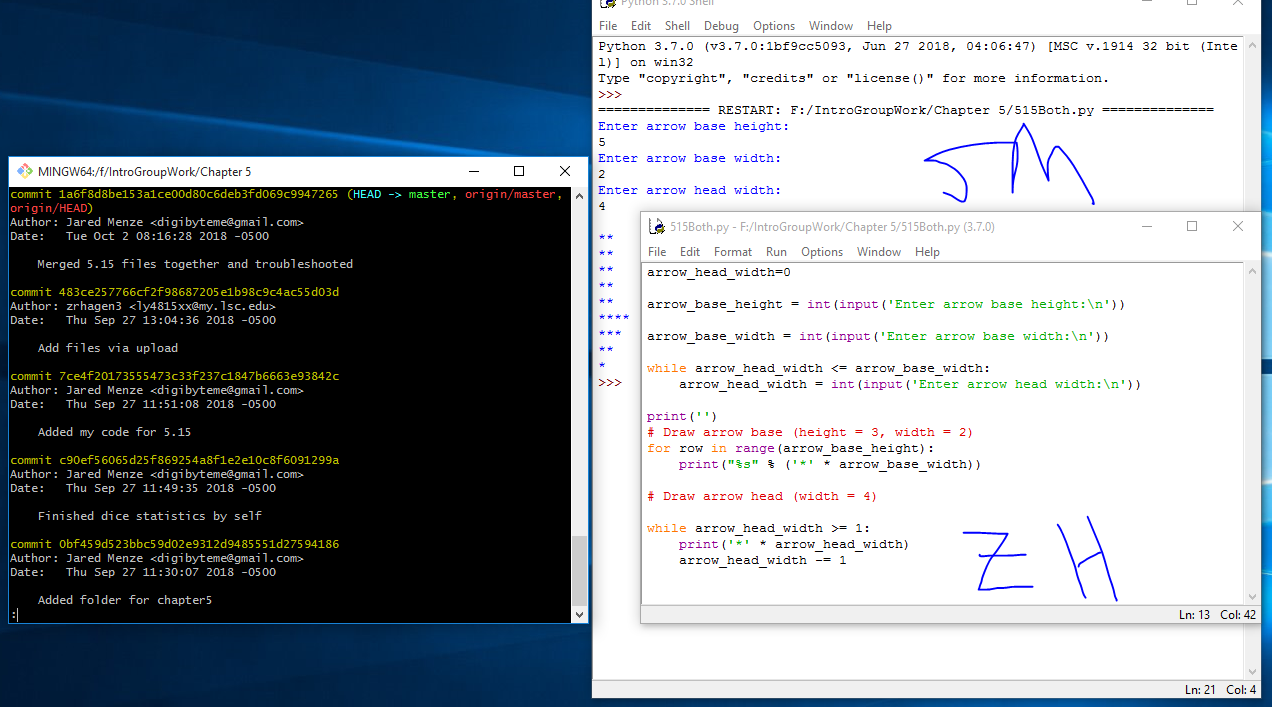 MINGW64:/f/IntroGroupWork/Chapter 5
commit 1a6f8d8be153a1ce00d80c6deb3fd069c9947265 (HEAD -> master, origin/master,
origin/HEAD)
Author: Jared Menze <digibyteme@gmail.com>
Date:   Tue Oct 2 08:16:28 2018 -0500
Merged 5.15 files together and troubleshooted
commit 483ce257766cf2f98687205e1b98c9c4ac55d03d
Author: zrhagen3 <ly4815xx@my.lsc.edu>
Date:   Thu Sep 27 13:04:36 2018 -0500
Add files via upload
commit 7ce4f20173555473c33f237c1847b6663e93842c
Author: Jared Menze <digibyteme@gmail.com>
Date:   Thu Sep 27 11:51:08 2018 -0500
Added my code for 5.15
commit c90ef56065d25f869254a8f1e2e10c8f6091299a
Author: Jared Menze <digibyteme@gmail.com>
Date:   Thu Sep 27 11:49:35 2018 -0500
Finished dice statistics by self
commit 0bf459d523bbc59d02e9312d9485551d27594186
Author: Jared Menze <digibyteme@gmail.com>
Date:   Thu Sep 27 11:30:07 2018 -0500
Added folder for chapter5
:
Python 3.7.0 Shell
File Edit Shell Debug Options Window Help
Python 3.7.0 (v3.7.0:1bf9cc5093, Jun 27 2018, 04:06:47) [MSC v.1914 32 bit (Inte
l)] on win32
Type "copyright", "credits" or "license()" for more information.
>>>
============== RESTART: F:/IntroGroupWork/Chapter 5/515Both.py ==============
Enter arrow base height:
5
Enter arrow base width:
2
Enter arrow head width:
4
**
**
**
**
**
****
***
**
*
>>>
JM
Ln: 21 Col: 4
515Both.py - F:/IntroGroupWork/Chapter 5/515Both.py (3.7.0)
File Edit Format Run Options Window Help
arrow_head_width=0
arrow_base_height = int(input('Enter arrow base height:\n'))
arrow_base_width = int(input('Enter arrow base width:\n'))
while arrow_head_width <= arrow_base_width:
    arrow_head_width = int(input('Enter arrow head width:\n'))
print('')
# Draw arrow base (height = 3, width = 2)
for row in range(arrow_base_height):
    print("%s" % ('*' * arrow_base_width))
# Draw arrow head (width = 4)
while arrow_head_width >= 1:
    print('*' * arrow_head_width)
    arrow_head_width -= 1
ZH
Ln: 13 Col: 42